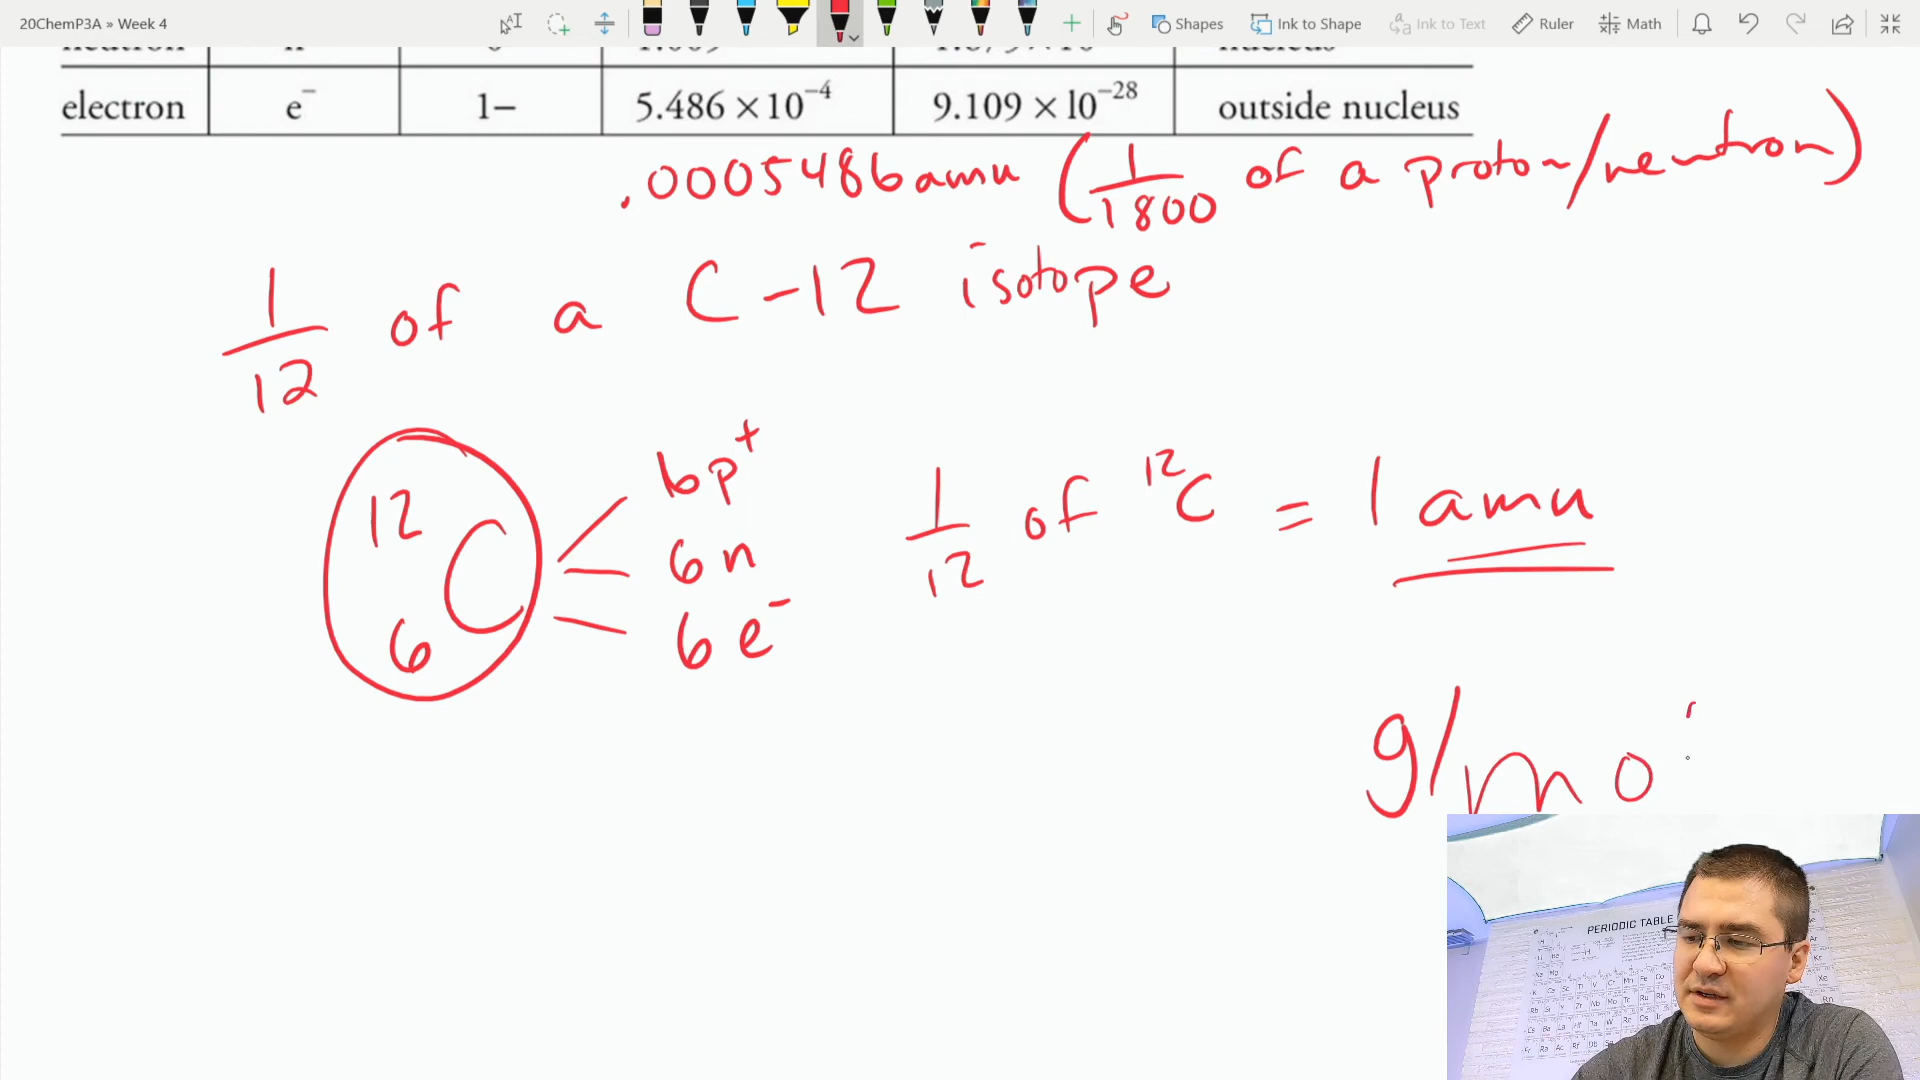 20ChemP3A » Week 4
Shapes
Ink to Shape
Ink to Text
Ruler
Math
electron e⁻ 1− 5.486 × 10⁻⁴ 9.109 × 10⁻²⁸ outside nucleus
.0005486amu (1/1800 of a proton/neutron)
1/12 of a C-12 isotope
12 6 C
6p⁺
6n
6e⁻
1/12 of ¹²C = 1 amu
g/mo
PERIODIC TABLE